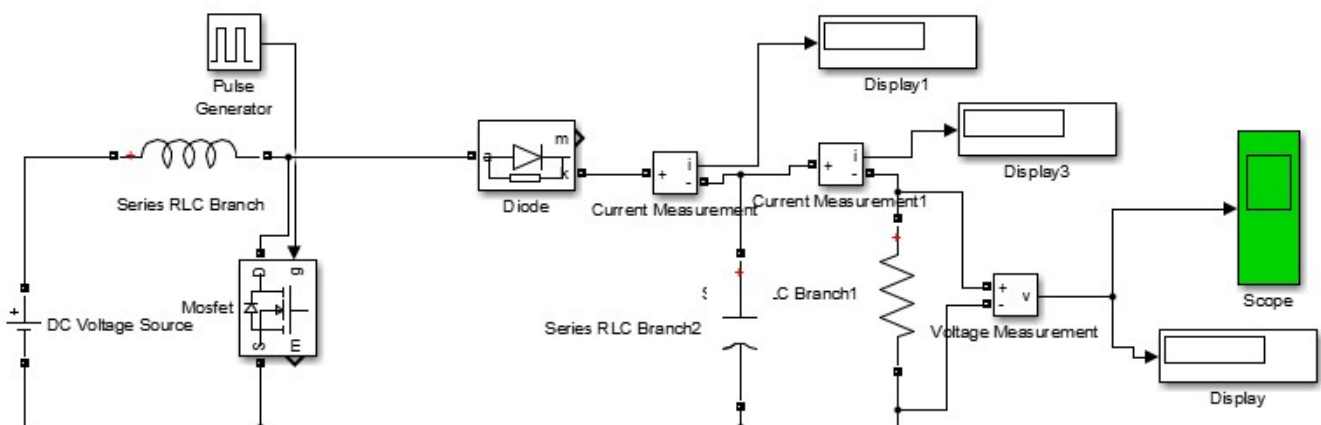 Pulse
Generator
Display1
Display3
Series RLC Branch
m
a
k
Diode
+
i
-
Current Measurement
+
i
-
Current Measurement1
Scope
+
DC Voltage Source
Mosfet
D
g
S
m
+
Series RLC Branch2
LC Branch1
+
+
-
v
Voltage Measurement
Display